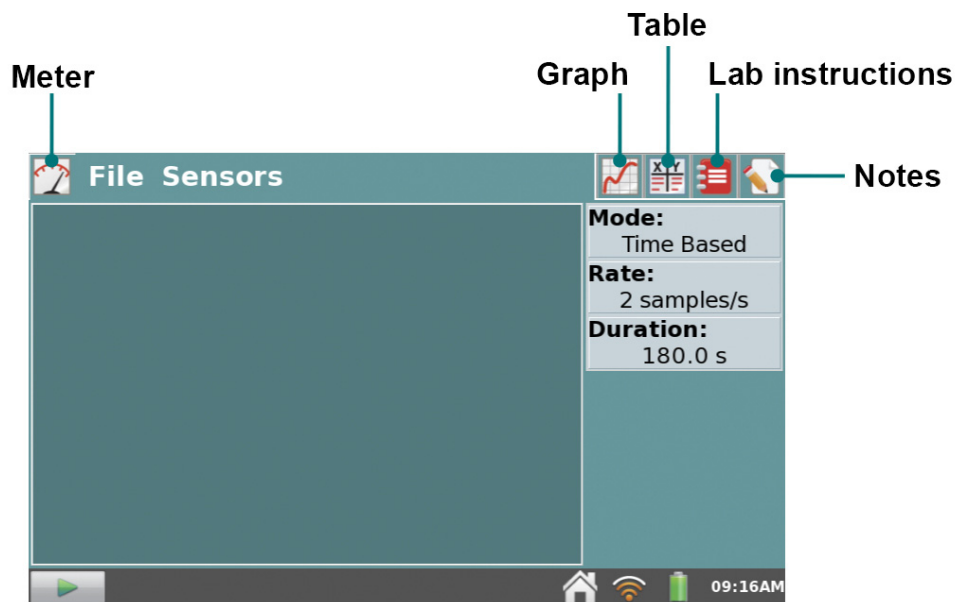 Table
Meter
Graph
Lab instructions
File Sensors
X Y
Notes
Mode:
Time Based
Rate:
2 samples/s
Duration:
180.0 s
09:16AM